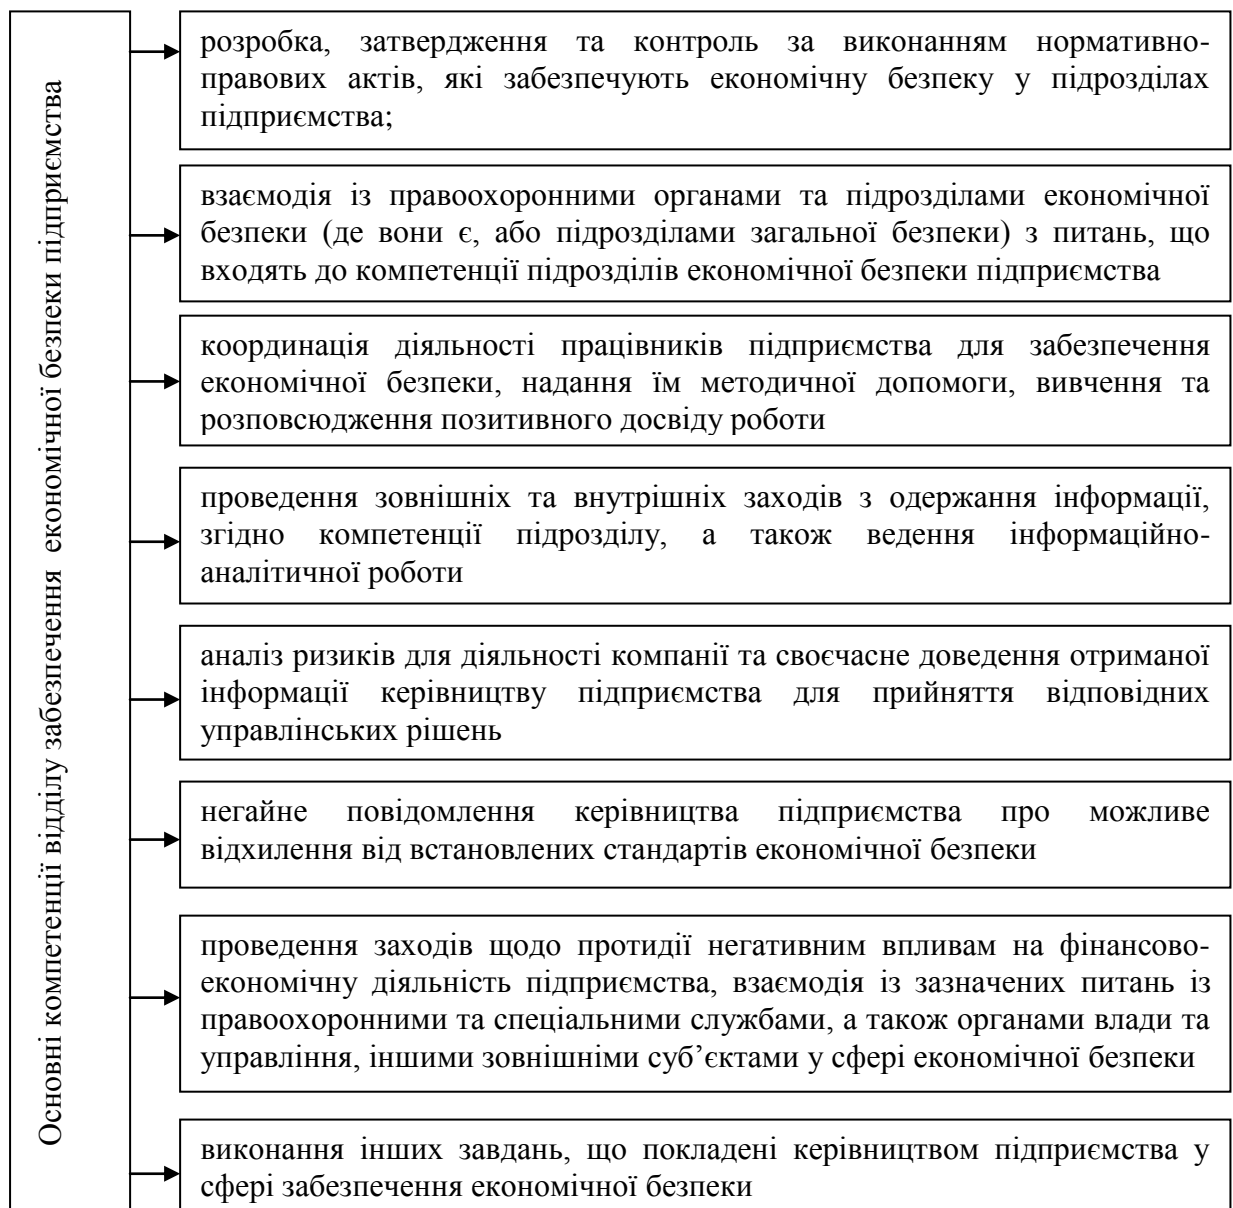 Основні компетенції відділу забезпечення економічної безпеки підприємства
розробка, затвердження та контроль за виконанням нормативно-
правових актів, які забезпечують економічну безпеку у підрозділах
підприємства;
взаємодія із правоохоронними органами та підрозділами економічної
безпеки (де вони є, або підрозділами загальної безпеки) з питань, що
входять до компетенції підрозділів економічної безпеки підприємства
координація діяльності працівників підприємства для забезпечення
економічної безпеки, надання їм методичної допомоги, вивчення та
розповсюдження позитивного досвіду роботи
проведення зовнішніх та внутрішніх заходів з одержання інформації,
згідно компетенції підрозділу, а також ведення інформаційно-
аналітичної роботи
аналіз ризиків для діяльності компанії та своєчасне доведення отриманої
інформації керівництву підприємства для прийняття відповідних
управлінських рішень
негайне повідомлення керівництва підприємства про можливе
відхилення від встановлених стандартів економічної безпеки
проведення заходів щодо протидії негативним впливам на фінансово-
економічну діяльність підприємства, взаємодія із зазначених питань із
правоохоронними та спеціальними службами, а також органами влади та
управління, іншими зовнішніми суб’єктами у сфері економічної безпеки
виконання інших завдань, що покладені керівництвом підприємства у
сфері забезпечення економічної безпеки